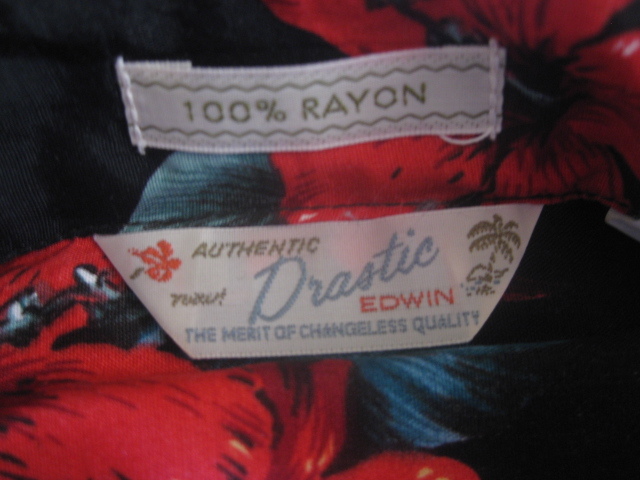 100% RAYON
AUTHENTIC
Drastic
EDWIN
THE MERIT OF CHANGELESS QUALITY